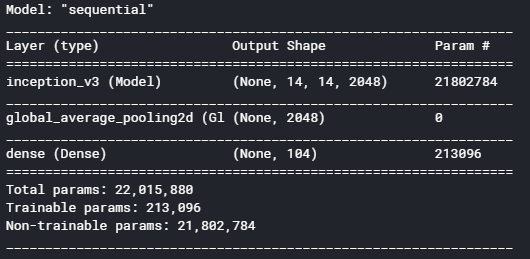 Model: "sequential"
_________________________________________________________________
Layer (type)                 Output Shape              Param #
=================================================================
inception_v3 (Model)         (None, 14, 14, 2048)      21802784
_________________________________________________________________
global_average_pooling2d (Gl (None, 2048)              0
_________________________________________________________________
dense (Dense)                (None, 104)               213096
=================================================================
Total params: 22,015,880
Trainable params: 213,096
Non-trainable params: 21,802,784
_________________________________________________________________